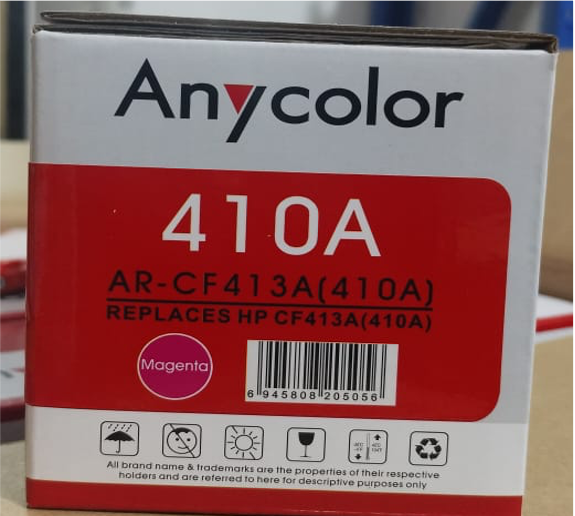 Anycolor
410A
AR-CF413A(410A)
REPLACES HP CF413A(410A)
Magenta
6 945808 205056
All brand name & trademarks are the properties of their respective
holders and are referred to here for descriptive purposes only